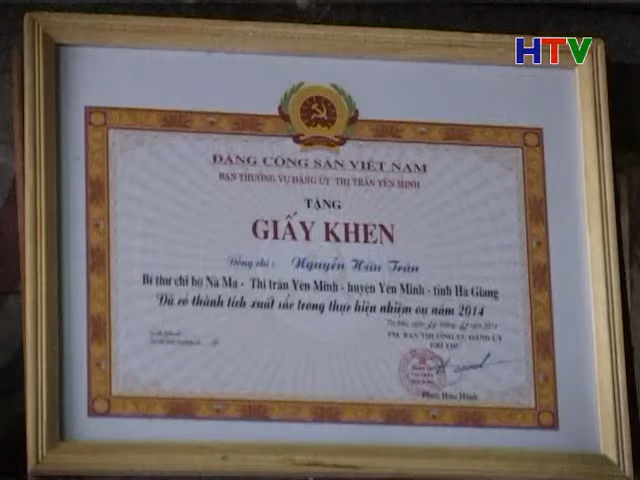 HTV
ĐẢNG CỘNG SẢN VIỆT NAM
BAN THƯỜNG VỤ ĐẢNG ỦY THỊ TRẤN YÊN MINH
TẶNG
GIẤY KHEN
Đồng chí: Nguyễn Hữu Trân
Bí thư chi bộ Nà Ma - Thị trấn Yên Minh - huyện Yên Minh - tỉnh Hà Giang
Đã có thành tích xuất sắc trong thực hiện nhiệm vụ năm 2014
TM. BAN THƯỜNG VỤ ĐẢNG ỦY
BÍ THƯ